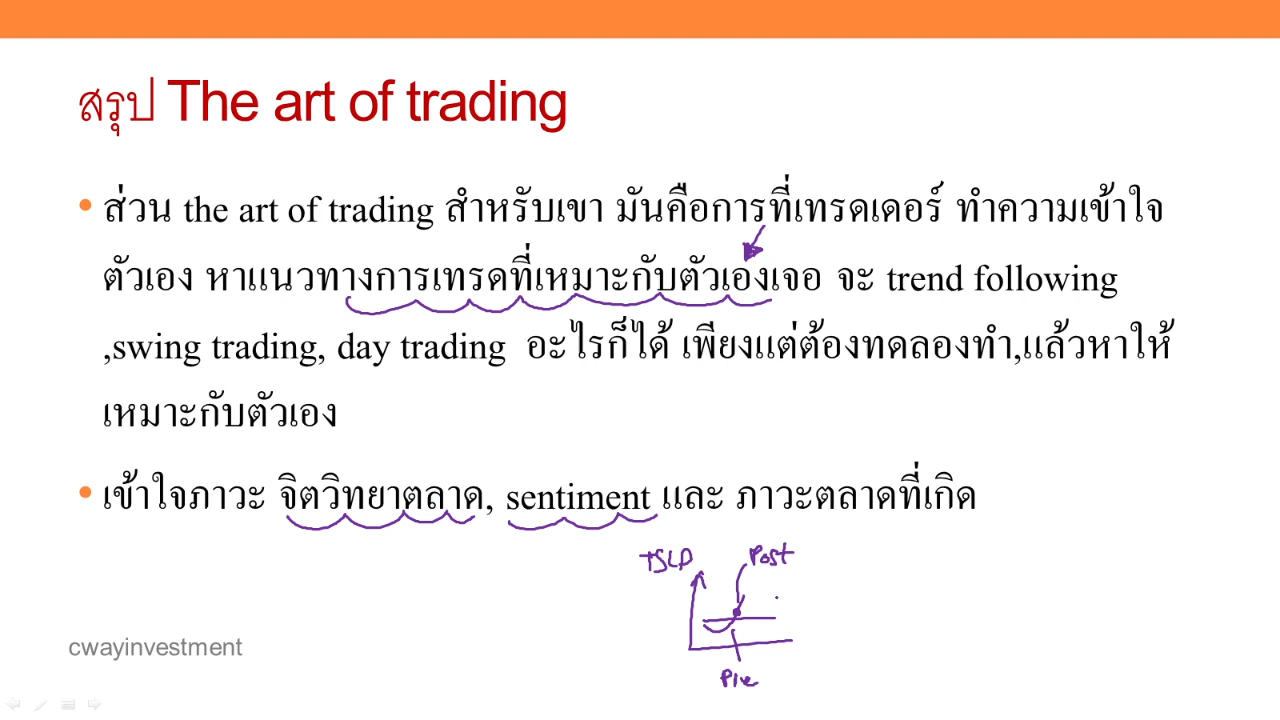 สรุป The art of trading
• ส่วน the art of trading สำหรับเขา มันคือการที่เทรดเดอร์ ทำความเข้าใจ
ตัวเอง หาแนวทางการเทรดที่เหมาะกับตัวเองเจอ จะ trend following
,swing trading, day trading อะไรก็ได้ เพียงแต่ต้องทดลองทำ,แล้วหาให้
เหมาะกับตัวเอง
• เข้าใจภาวะ จิตวิทยาตลาด, sentiment และ ภาวะตลาดที่เกิด
Post
cwayinvestment